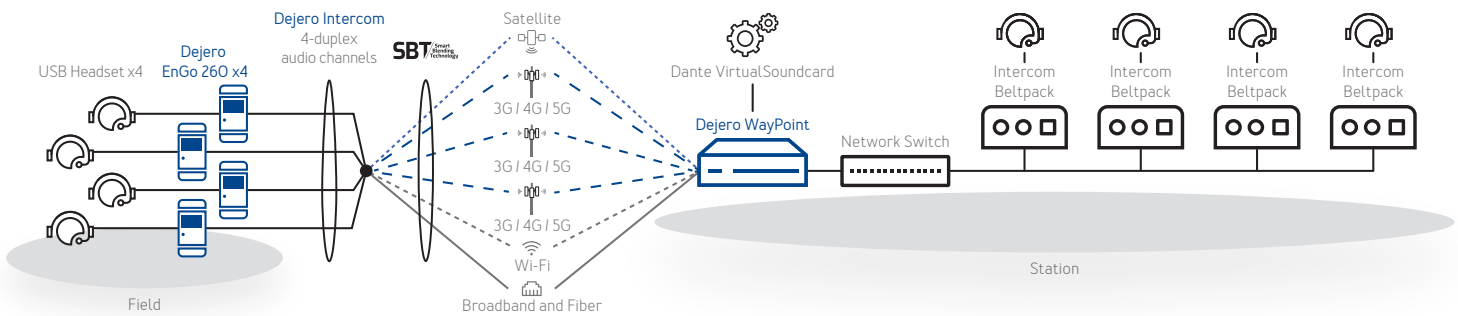 USB Headset x4
Dejero
EnGo 260 x4
Dejero Intercom
4-duplex
audio channels
SBT Smart
Blending
Technology
Satellite
3G / 4G / 5G
3G / 4G / 5G
3G / 4G / 5G
Wi-Fi
Broadband and Fiber
Dante VirtualSoundcard
Dejero WayPoint
Network Switch
Intercom
Beltpack
Intercom
Beltpack
Intercom
Beltpack
Intercom
Beltpack
Field
Station